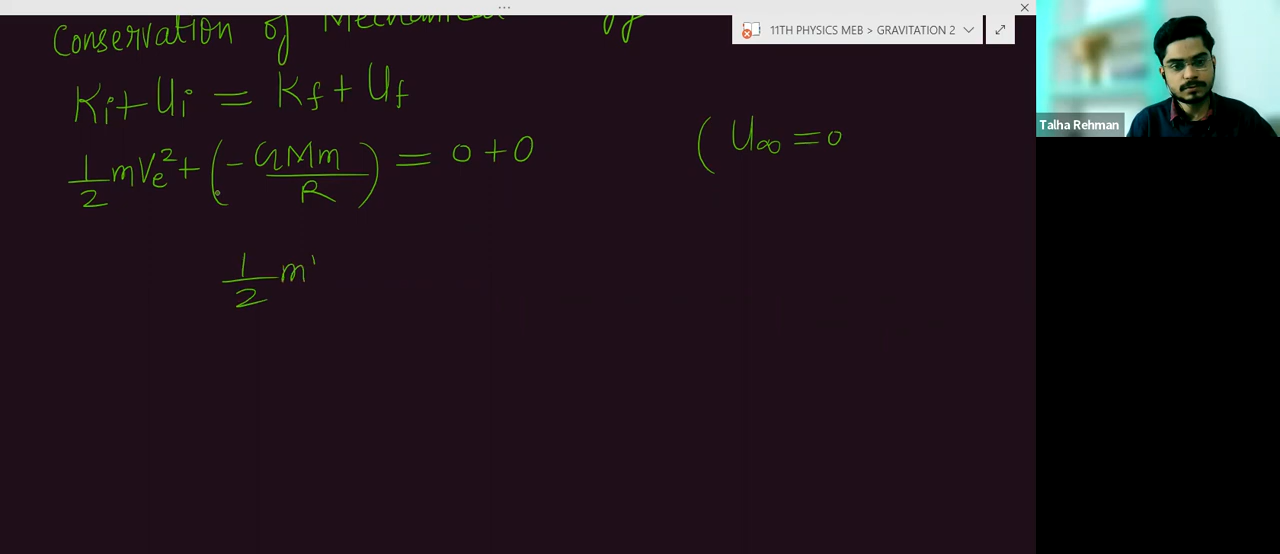 Conservation of Mechanical
11TH PHYSICS MEB > GRAVITATION 2
Talha Rehman
Ki + Ui = Kf + Uf
(U∞ = 0
1/2 mVe² + (- GMm/R) = 0 + 0
1/2 m